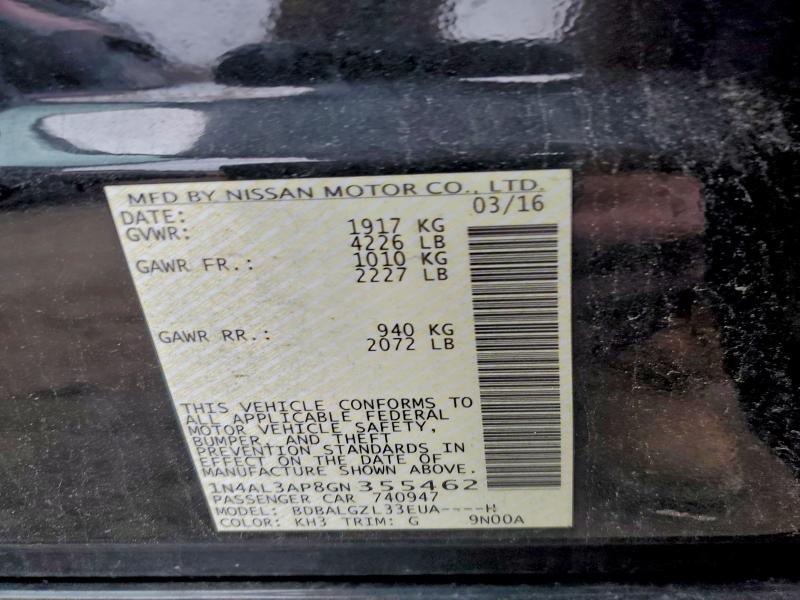 MFD BY NISSAN MOTOR CO., LTD.
DATE: 03/16
GVWR: 1917 KG
4226 LB
GAWR FR.: 1010 KG
2227 LB
GAWR RR.: 940 KG
2072 LB
THIS VEHICLE CONFORMS TO
ALL APPLICABLE FEDERAL
MOTOR VEHICLE SAFETY,
BUMPER, AND THEFT
PREVENTION STANDARDS IN
EFFECT ON THE DATE OF
MANUFACTURE SHOWN ABOVE.
1N4AL3AP8GN355462
PASSENGER CAR 740947
MODEL: BDBALGZL33EUA----H
COLOR: KH3 TRIM: G 9N00A